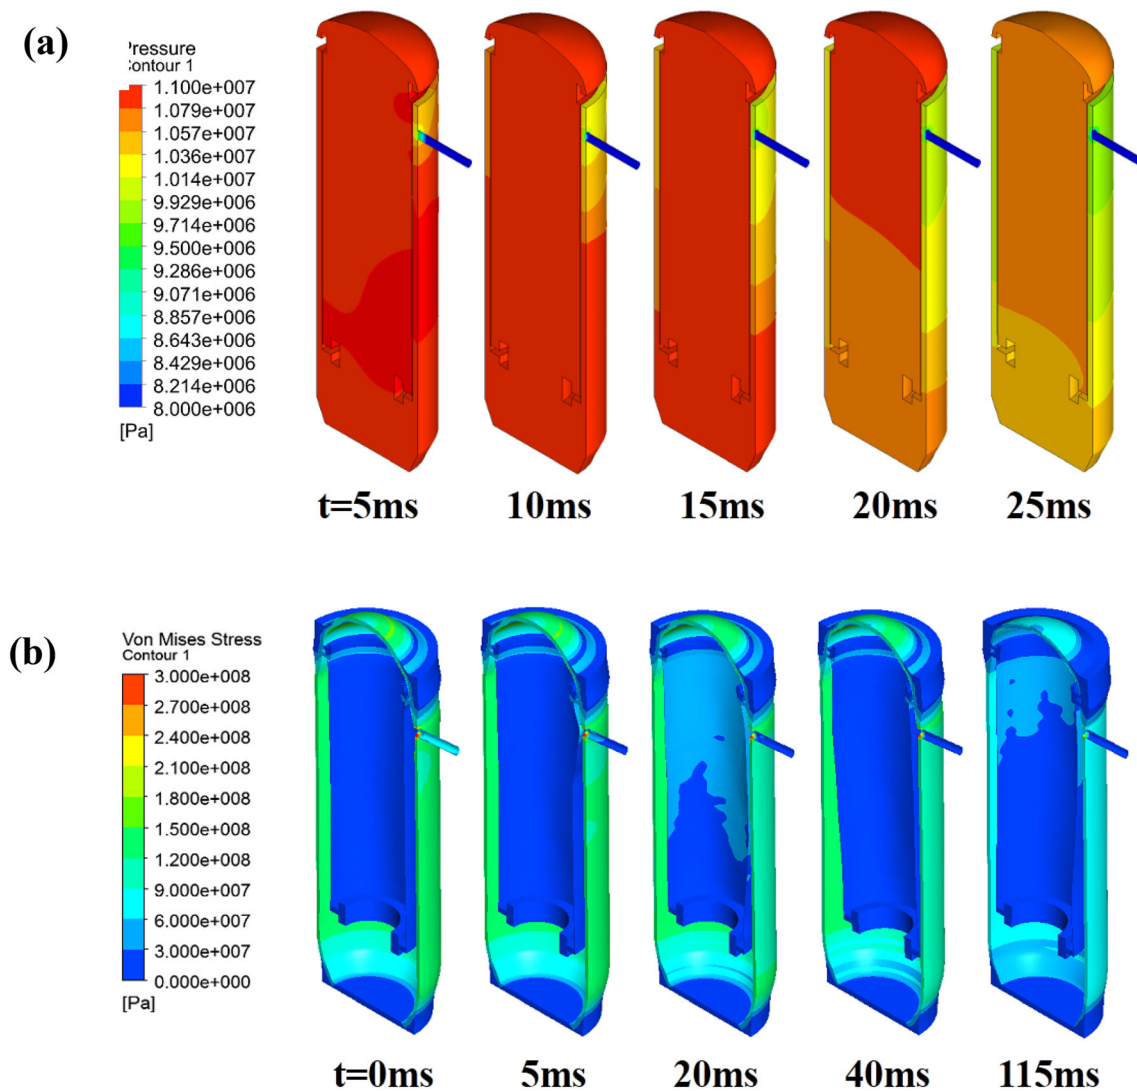 (a)
Pressure
Contour 1
1.100e+007
1.079e+007
1.057e+007
1.036e+007
1.014e+007
9.929e+006
9.714e+006
9.500e+006
9.286e+006
9.071e+006
8.857e+006
8.643e+006
8.429e+006
8.214e+006
8.000e+006
[Pa]
t=5ms 10ms 15ms 20ms 25ms
(b)
Von Mises Stress
Contour 1
3.000e+008
2.700e+008
2.400e+008
2.100e+008
1.800e+008
1.500e+008
1.200e+008
9.000e+007
6.000e+007
3.000e+007
0.000e+000
[Pa]
t=0ms 5ms 20ms 40ms 115ms